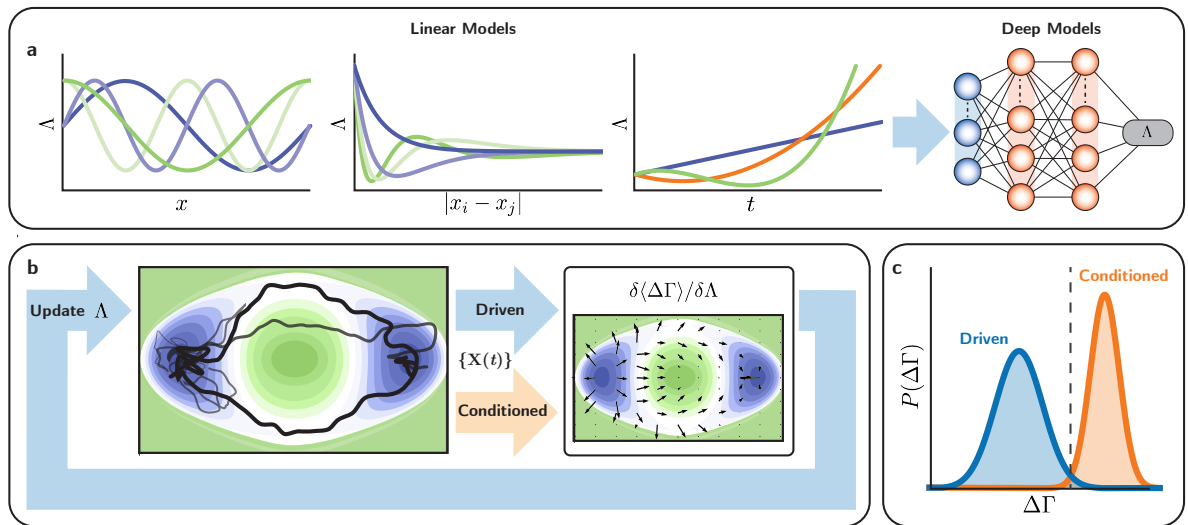 Linear Models
Deep Models
a
Λ
x
Λ
|x_i − x_j|
Λ
t
Λ
b
Update Λ
Driven
{X(t)}
Conditioned
δ⟨ΔΓ⟩/δΛ
c
Conditioned
Driven
P(ΔΓ)
ΔΓ